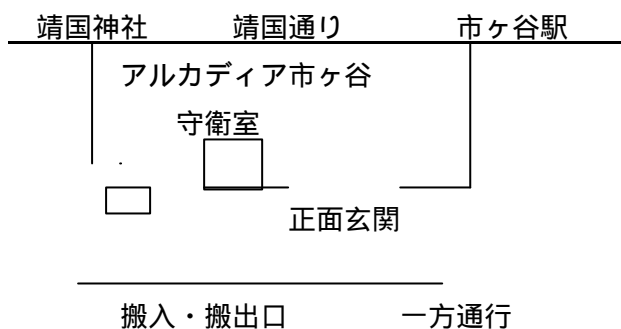 靖国神社 靖国通り 市ヶ谷駅
アルカディア市ヶ谷
守衛室
正面玄関
搬入・搬出口 一方通行